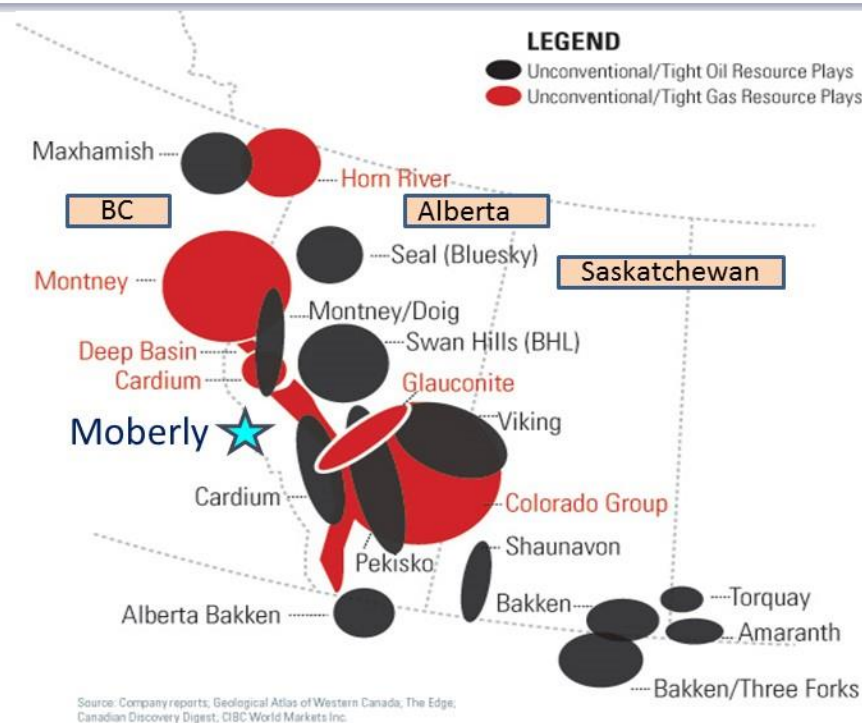 LEGEND
Unconventional/Tight Oil Resource Plays
Unconventional/Tight Gas Resource Plays
Maxhamish
Horn River
BC
Alberta
Seal (Bluesky)
Saskatchewan
Montney
Montney/Doig
Swan Hills (BHL)
Deep Basin
Cardium
Glauconite
Moberly
Viking
Cardium
Colorado Group
Pekisko
Shaunavon
Alberta Bakken
Bakken
Torquay
Amaranth
Bakken/Three Forks
Source: Company reports, Geological Atlas of Western Canada, The Edge,
Canadian Discovery Digest, CIBC World Markets Inc.